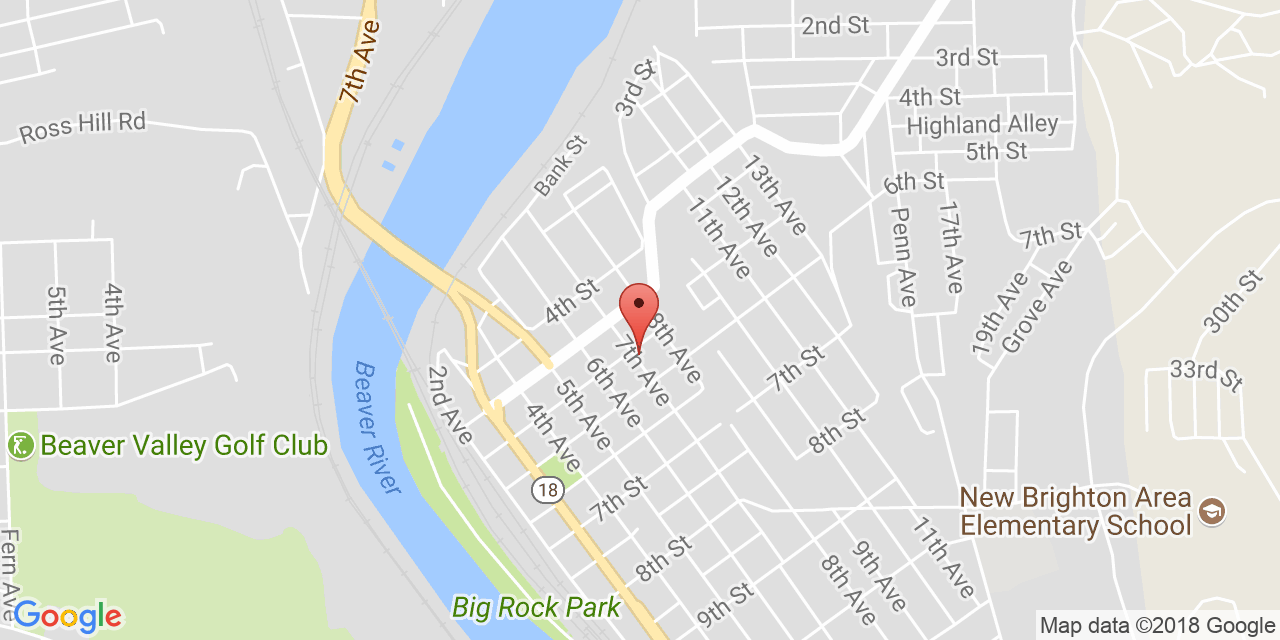 2nd St
7th Ave
3rd St
3rd St
4th St
Ross Hill Rd
Highland Alley
5th St
Bank St
13th Ave
12th Ave
6th St
11th Ave
Penn Ave
17th Ave
7th St
5th Ave
4th Ave
4th St
19th Ave
Grove Ave
30th St
8th Ave
7th Ave
6th Ave
5th Ave
4th Ave
2nd Ave
7th St
33rd St
Beaver River
8th St
Beaver Valley Golf Club
18
7th St
New Brighton Area
Elementary School
11th Ave
9th Ave
8th Ave
8th St
9th St
Fern Ave
Big Rock Park
Google
Map data ©2018 Google